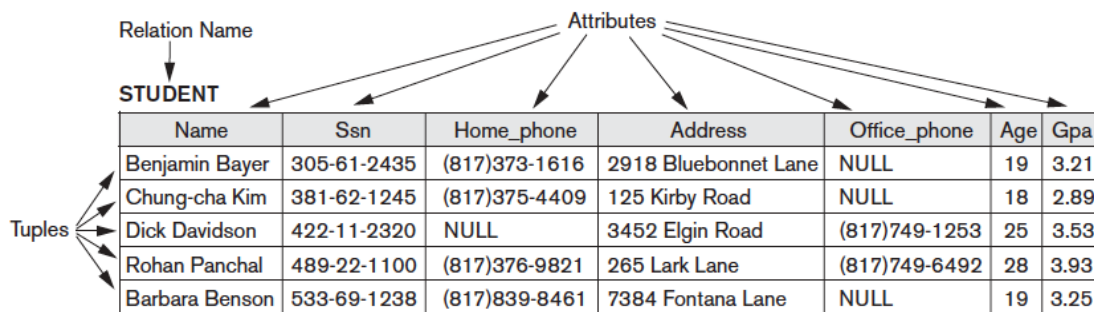 Attributes
Relation Name
STUDENT
Name Ssn Home_phone Address Office_phone Age Gpa
Benjamin Bayer 305-61-2435 (817)373-1616 2918 Bluebonnet Lane NULL 19 3.21
Chung-cha Kim 381-62-1245 (817)375-4409 125 Kirby Road NULL 18 2.89
Tuples Dick Davidson 422-11-2320 NULL 3452 Elgin Road (817)749-1253 25 3.53
Rohan Panchal 489-22-1100 (817)376-9821 265 Lark Lane (817)749-6492 28 3.93
Barbara Benson 533-69-1238 (817)839-8461 7384 Fontana Lane NULL 19 3.25